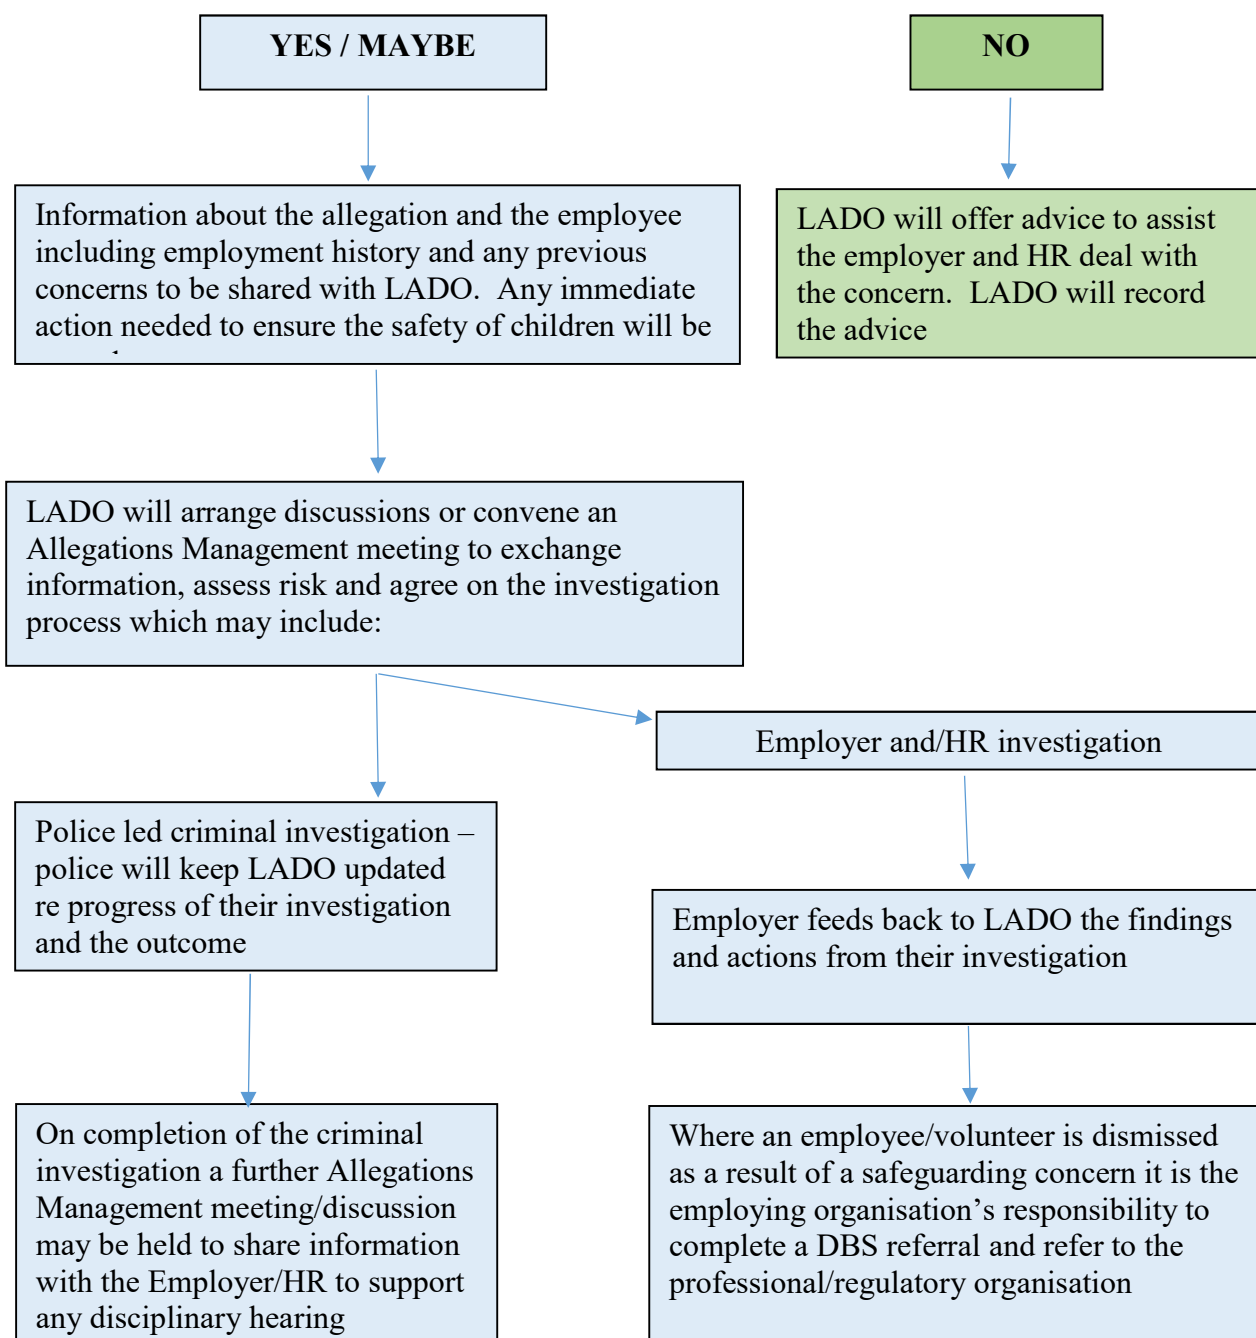 YES / MAYBE
NO
Information about the allegation and the employee
including employment history and any previous
concerns to be shared with LADO.  Any immediate
action needed to ensure the safety of children will be
LADO will offer advice to assist
the employer and HR deal with
the concern.  LADO will record
the advice
LADO will arrange discussions or convene an
Allegations Management meeting to exchange
information, assess risk and agree on the investigation
process which may include:
Employer and/HR investigation
Police led criminal investigation –
police will keep LADO updated
re progress of their investigation
and the outcome
Employer feeds back to LADO the findings
and actions from their investigation
On completion of the criminal
investigation a further Allegations
Management meeting/discussion
may be held to share information
with the Employer/HR to support
any disciplinary hearing
Where an employee/volunteer is dismissed
as a result of a safeguarding concern it is the
employing organisation’s responsibility to
complete a DBS referral and refer to the
professional/regulatory organisation